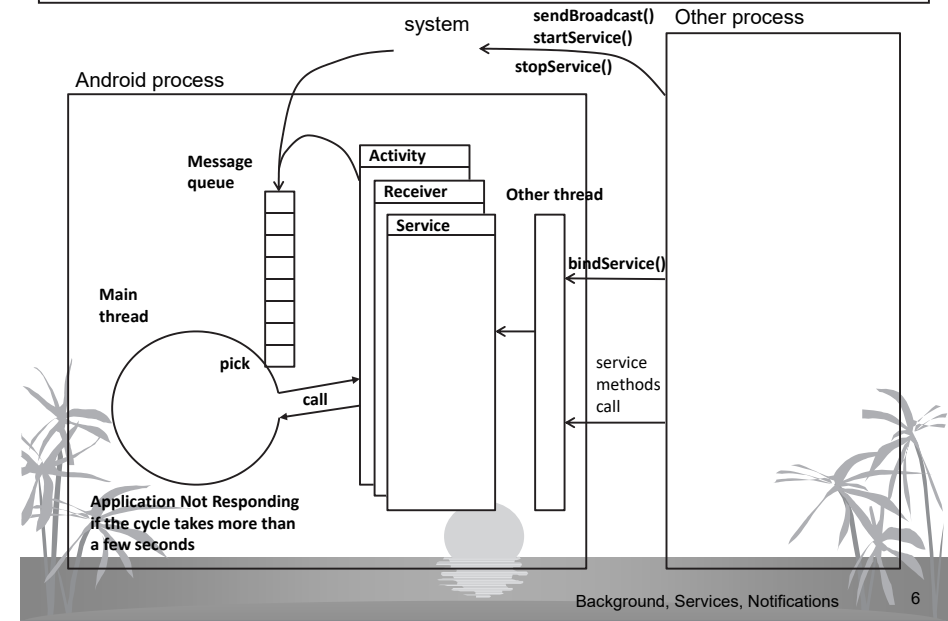 system
sendBroadcast()
startService()
stopService()
Other process
Android process
Message
queue
Activity
Receiver
Service
Other thread
bindService()
Main
thread
pick
call
service
methods
call
Application Not Responding
if the cycle takes more than
a few seconds
Background, Services, Notifications
6